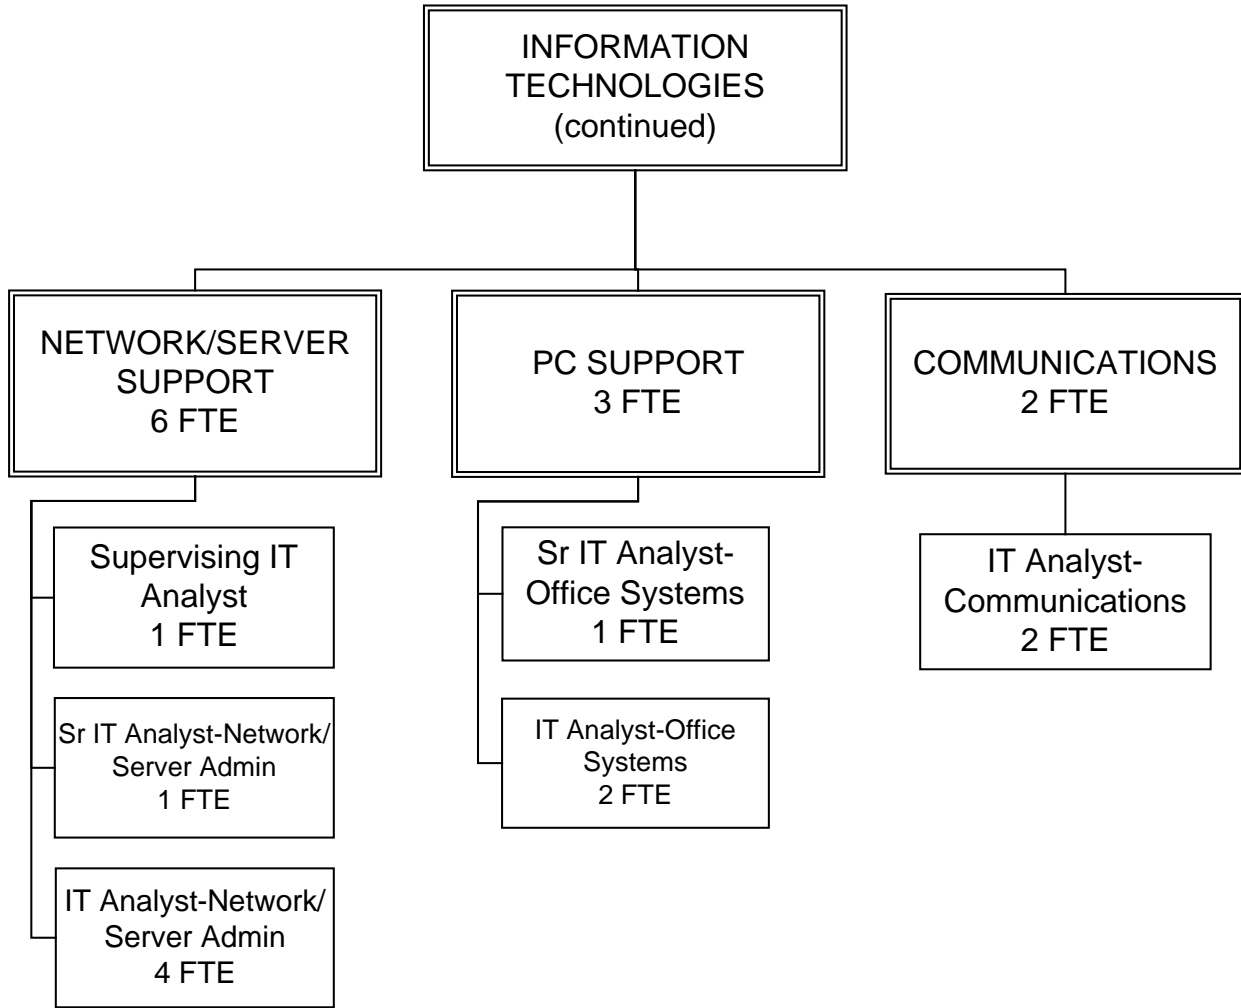 INFORMATION
TECHNOLOGIES
(continued)
NETWORK/SERVER
SUPPORT
6 FTE
PC SUPPORT
3 FTE
COMMUNICATIONS
2 FTE
Supervising IT
Analyst
1 FTE
Sr IT Analyst-Network/
Server Admin
1 FTE
IT Analyst-Network/
Server Admin
4 FTE
Sr IT Analyst-
Office Systems
1 FTE
IT Analyst-Office
Systems
2 FTE
IT Analyst-
Communications
2 FTE